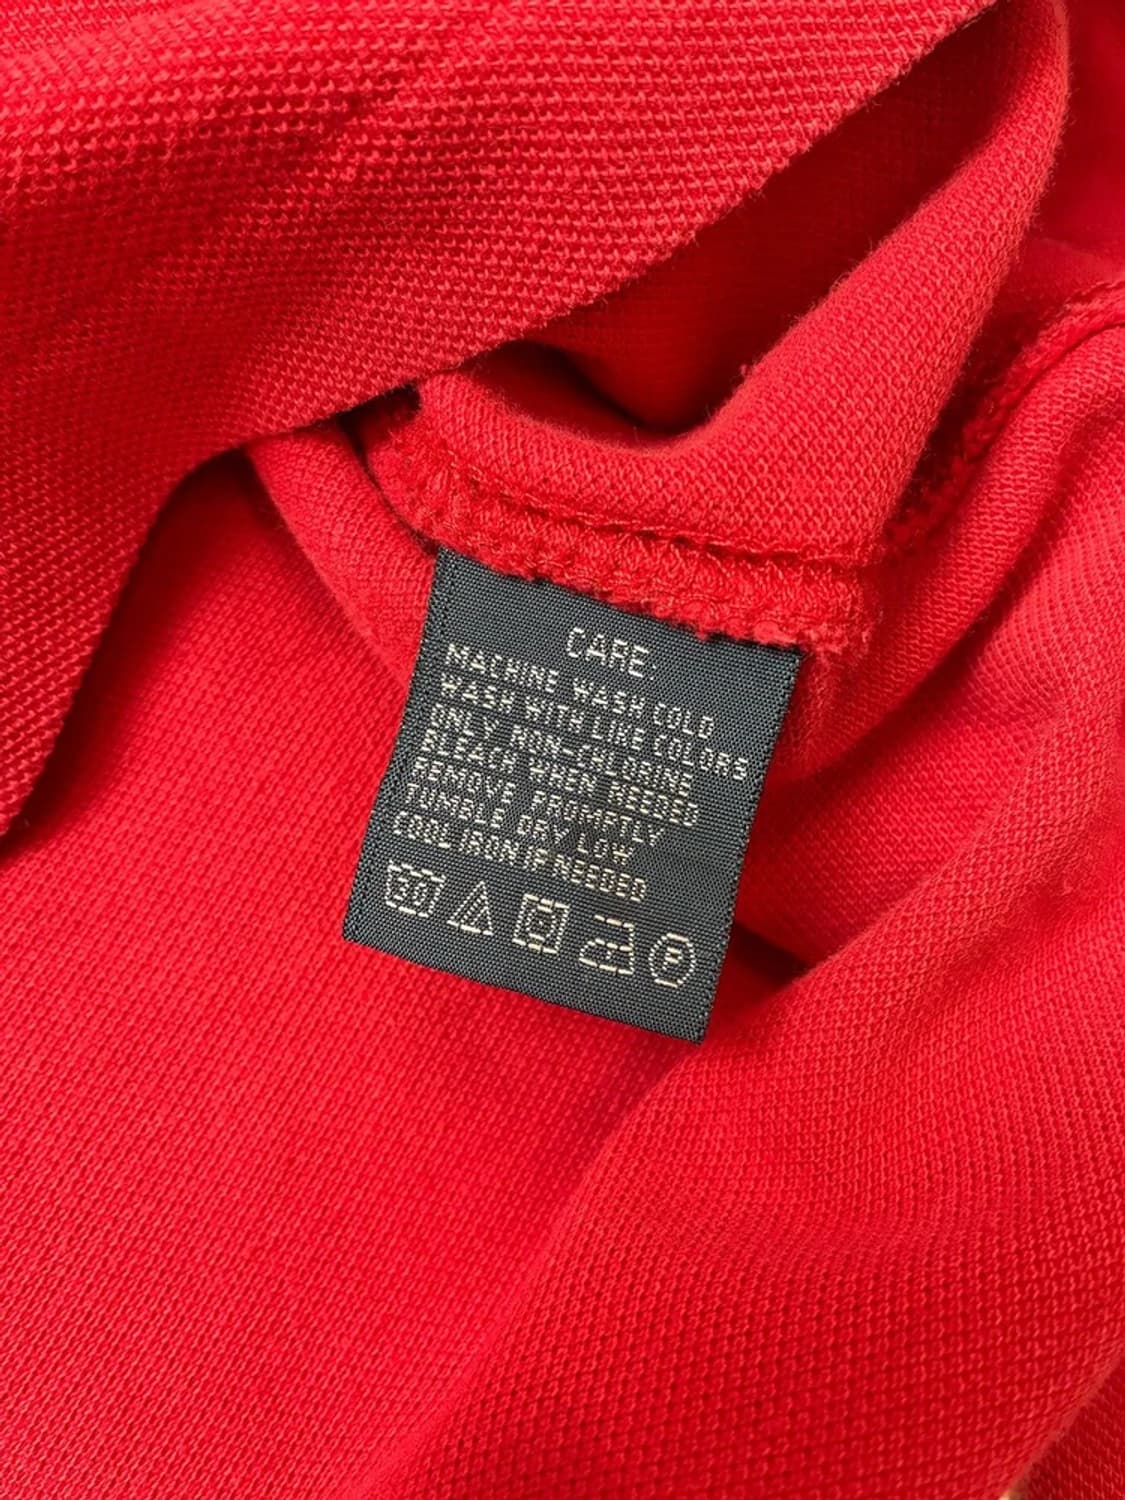 CARE:
MACHINE WASH COLD
WASH WITH LIKE COLORS
ONLY NON-CHLORINE
BLEACH WHEN NEEDED
REMOVE PROMPTLY
TUMBLE DRY LOW
COOL IRON IF NEEDED
30 P